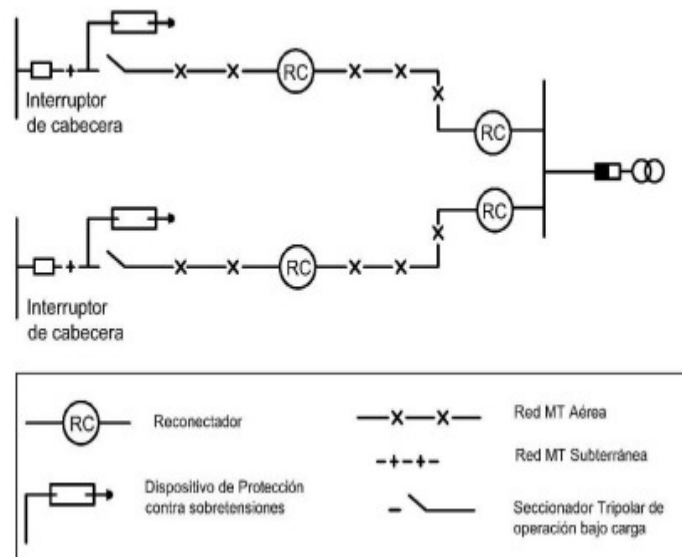 RC
RC
Interruptor
de cabecera
RC
RC
Interruptor
de cabecera
RC
Reconectador
Red MT Aérea
Red MT Subterránea
Dispositivo de Protección
contra sobretensiones
Seccionador Tripolar de
operación bajo carga